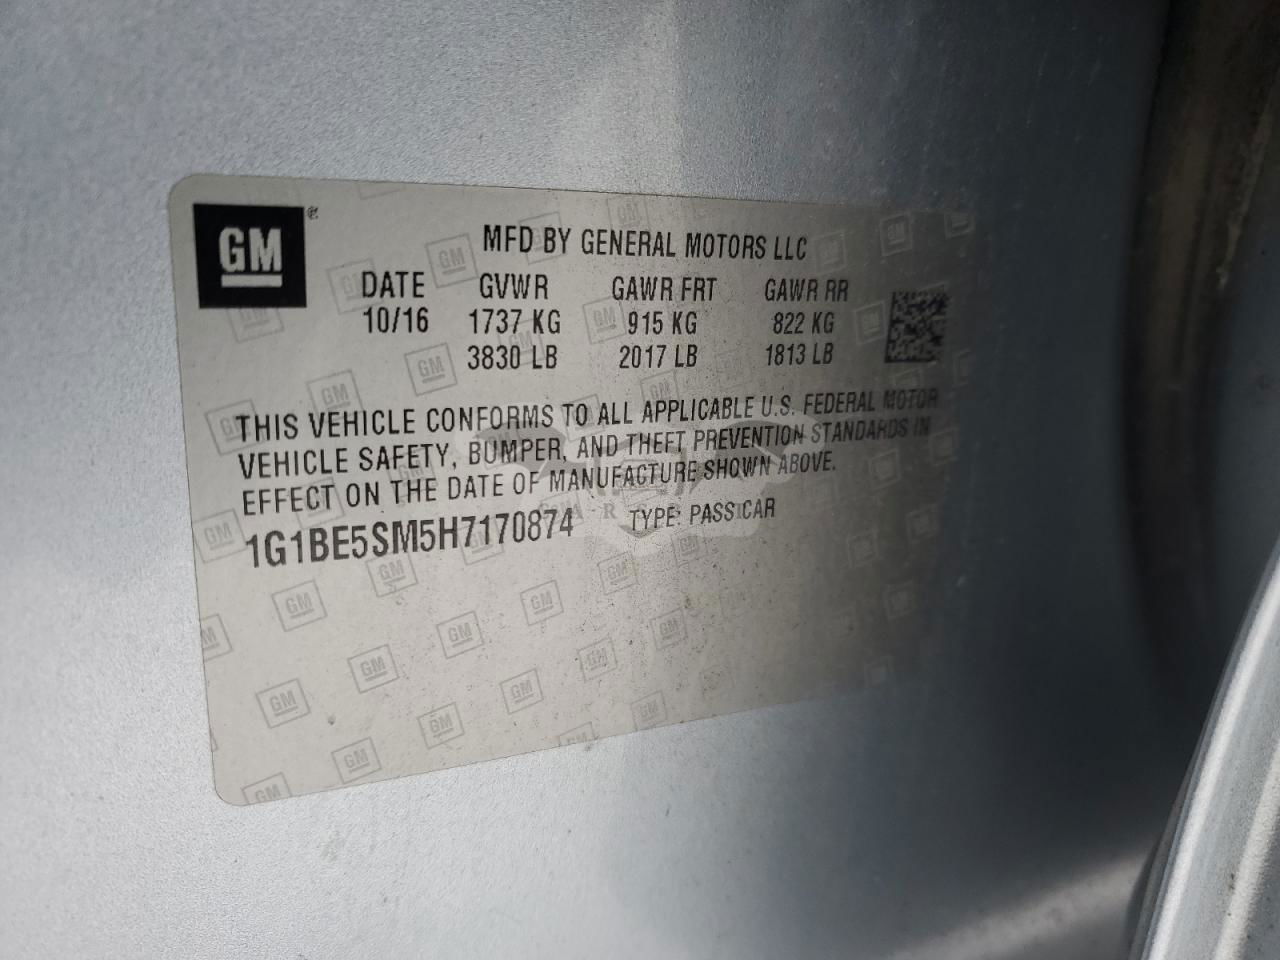 GM
MFD BY GENERAL MOTORS LLC
DATE GVWR GAWR FRT GAWR RR
10/16 1737 KG 915 KG 822 KG
3830 LB 2017 LB 1813 LB
THIS VEHICLE CONFORMS TO ALL APPLICABLE U.S. FEDERAL MOTOR
VEHICLE SAFETY, BUMPER, AND THEFT PREVENTION STANDARDS IN
EFFECT ON THE DATE OF MANUFACTURE SHOWN ABOVE.
1G1BE5SM5H7170874 TYPE: PASS CAR